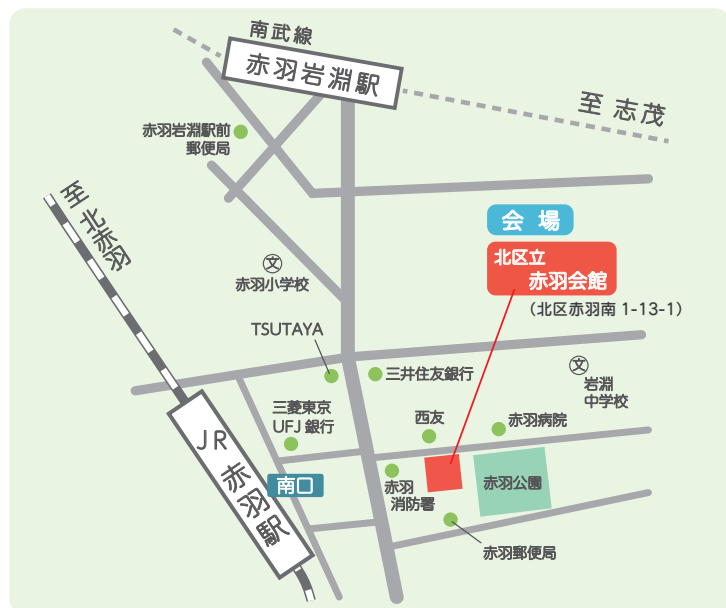 南武線
赤羽岩淵駅
至 志茂
赤羽岩淵駅前
郵便局
至北赤羽
会 場
北区立
赤羽会館
（北区赤羽南 1-13-1）
文
赤羽小学校
TSUTAYA
三井住友銀行
文
岩淵
中学校
三菱東京
UFJ 銀行
西友
赤羽病院
JR 赤羽駅
南口
赤羽
消防署
赤羽公園
赤羽郵便局